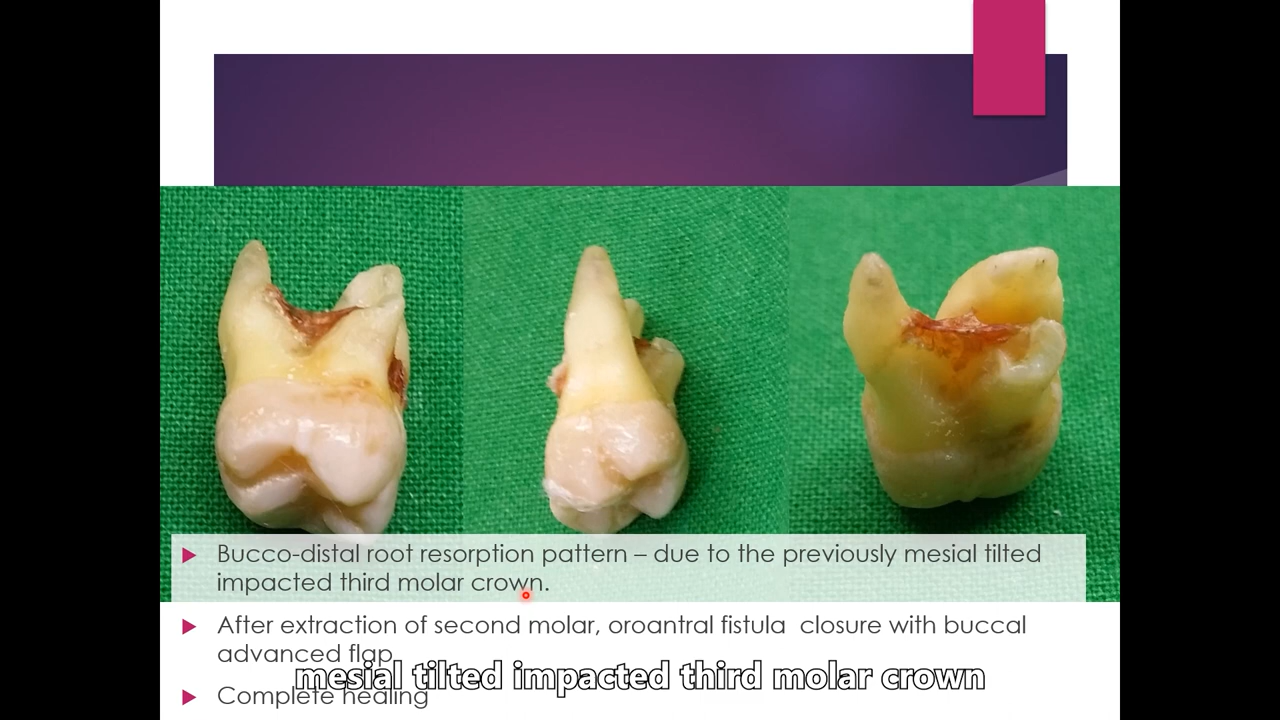 Bucco-distal root resorption pattern – due to the previously mesial tilted
impacted third molar crown.
After extraction of second molar, oroantral fistula  closure with buccal
advanced flap
mesial tilted impacted third molar crown
Complete healing